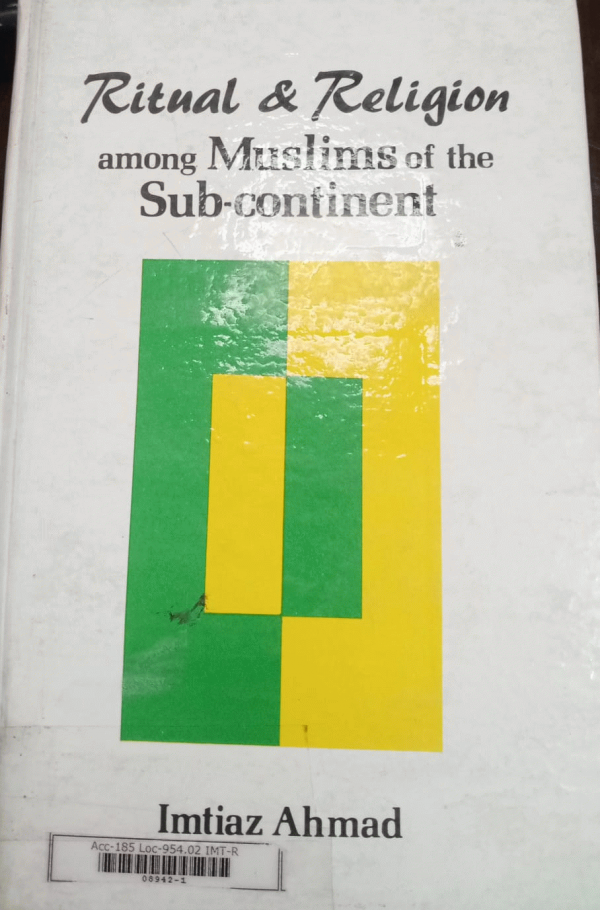 Ritual & Religion
among Muslims of the
Sub-continent
Imtiaz Ahmad
Acc-185 Loc-954.02 IMT-R
08942-1